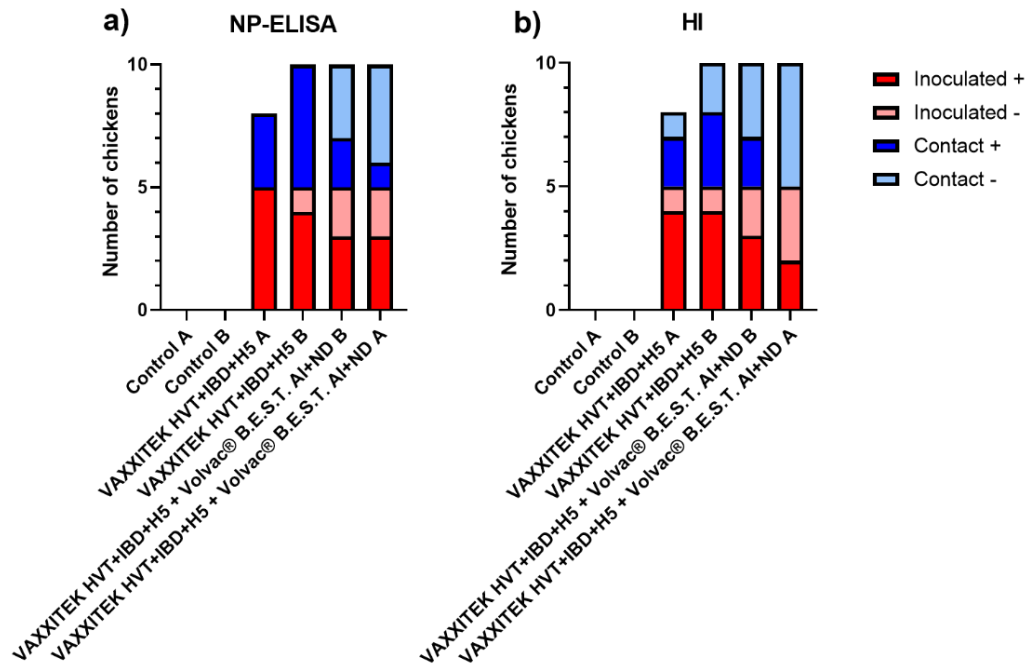 a)
NP-ELISA
Number of chickens
10
5
0
Control A
Control B
VAXXITEK HVT+IBD+H5 A
VAXXITEK HVT+IBD+H5 B
VAXXITEK HVT+IBD+H5 + Volvac® B.E.S.T. AI+ND B
VAXXITEK HVT+IBD+H5 + Volvac® B.E.S.T. AI+ND A
b)
HI
Number of chickens
10
5
0
Control A
Control B
VAXXITEK HVT+IBD+H5 A
VAXXITEK HVT+IBD+H5 B
VAXXITEK HVT+IBD+H5 + Volvac® B.E.S.T. AI+ND B
VAXXITEK HVT+IBD+H5 + Volvac® B.E.S.T. AI+ND A
Inoculated +
Inoculated -
Contact +
Contact -